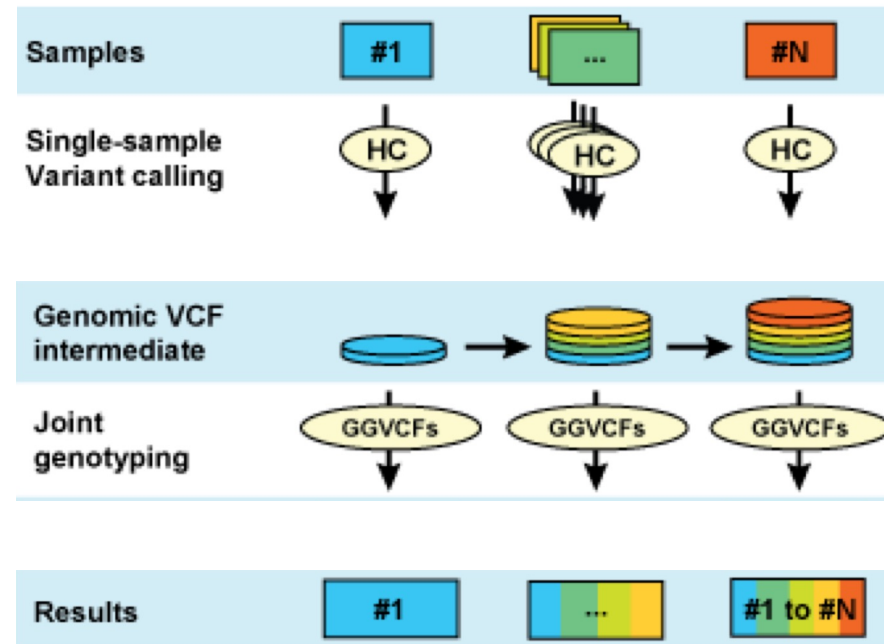 Samples
#1
...
#N
Single-sample
Variant calling
HC
HC
HC
Genomic VCF
intermediate
Joint
genotyping
GGVCFs
GGVCFs
GGVCFs
Results
#1
...
#1 to #N